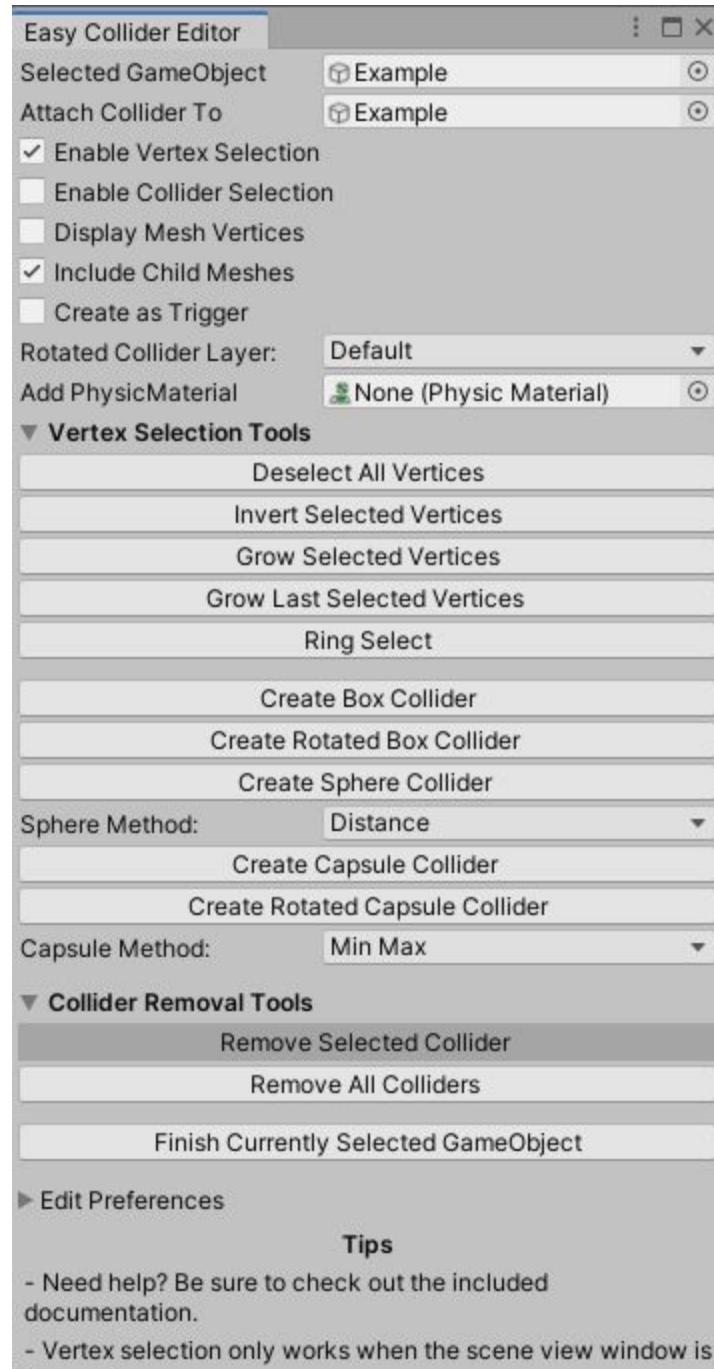 Easy Collider Editor
Selected GameObject Example
Attach Collider To Example
Enable Vertex Selection
Enable Collider Selection
Display Mesh Vertices
Include Child Meshes
Create as Trigger
Rotated Collider Layer: Default
Add PhysicMaterial None (Physic Material)
Vertex Selection Tools
Deselect All Vertices
Invert Selected Vertices
Grow Selected Vertices
Grow Last Selected Vertices
Ring Select
Create Box Collider
Create Rotated Box Collider
Create Sphere Collider
Sphere Method: Distance
Create Capsule Collider
Create Rotated Capsule Collider
Capsule Method: Min Max
Collider Removal Tools
Remove Selected Collider
Remove All Colliders
Finish Currently Selected GameObject
Edit Preferences
Tips
- Need help? Be sure to check out the included
documentation.
- Vertex selection only works when the scene view window is